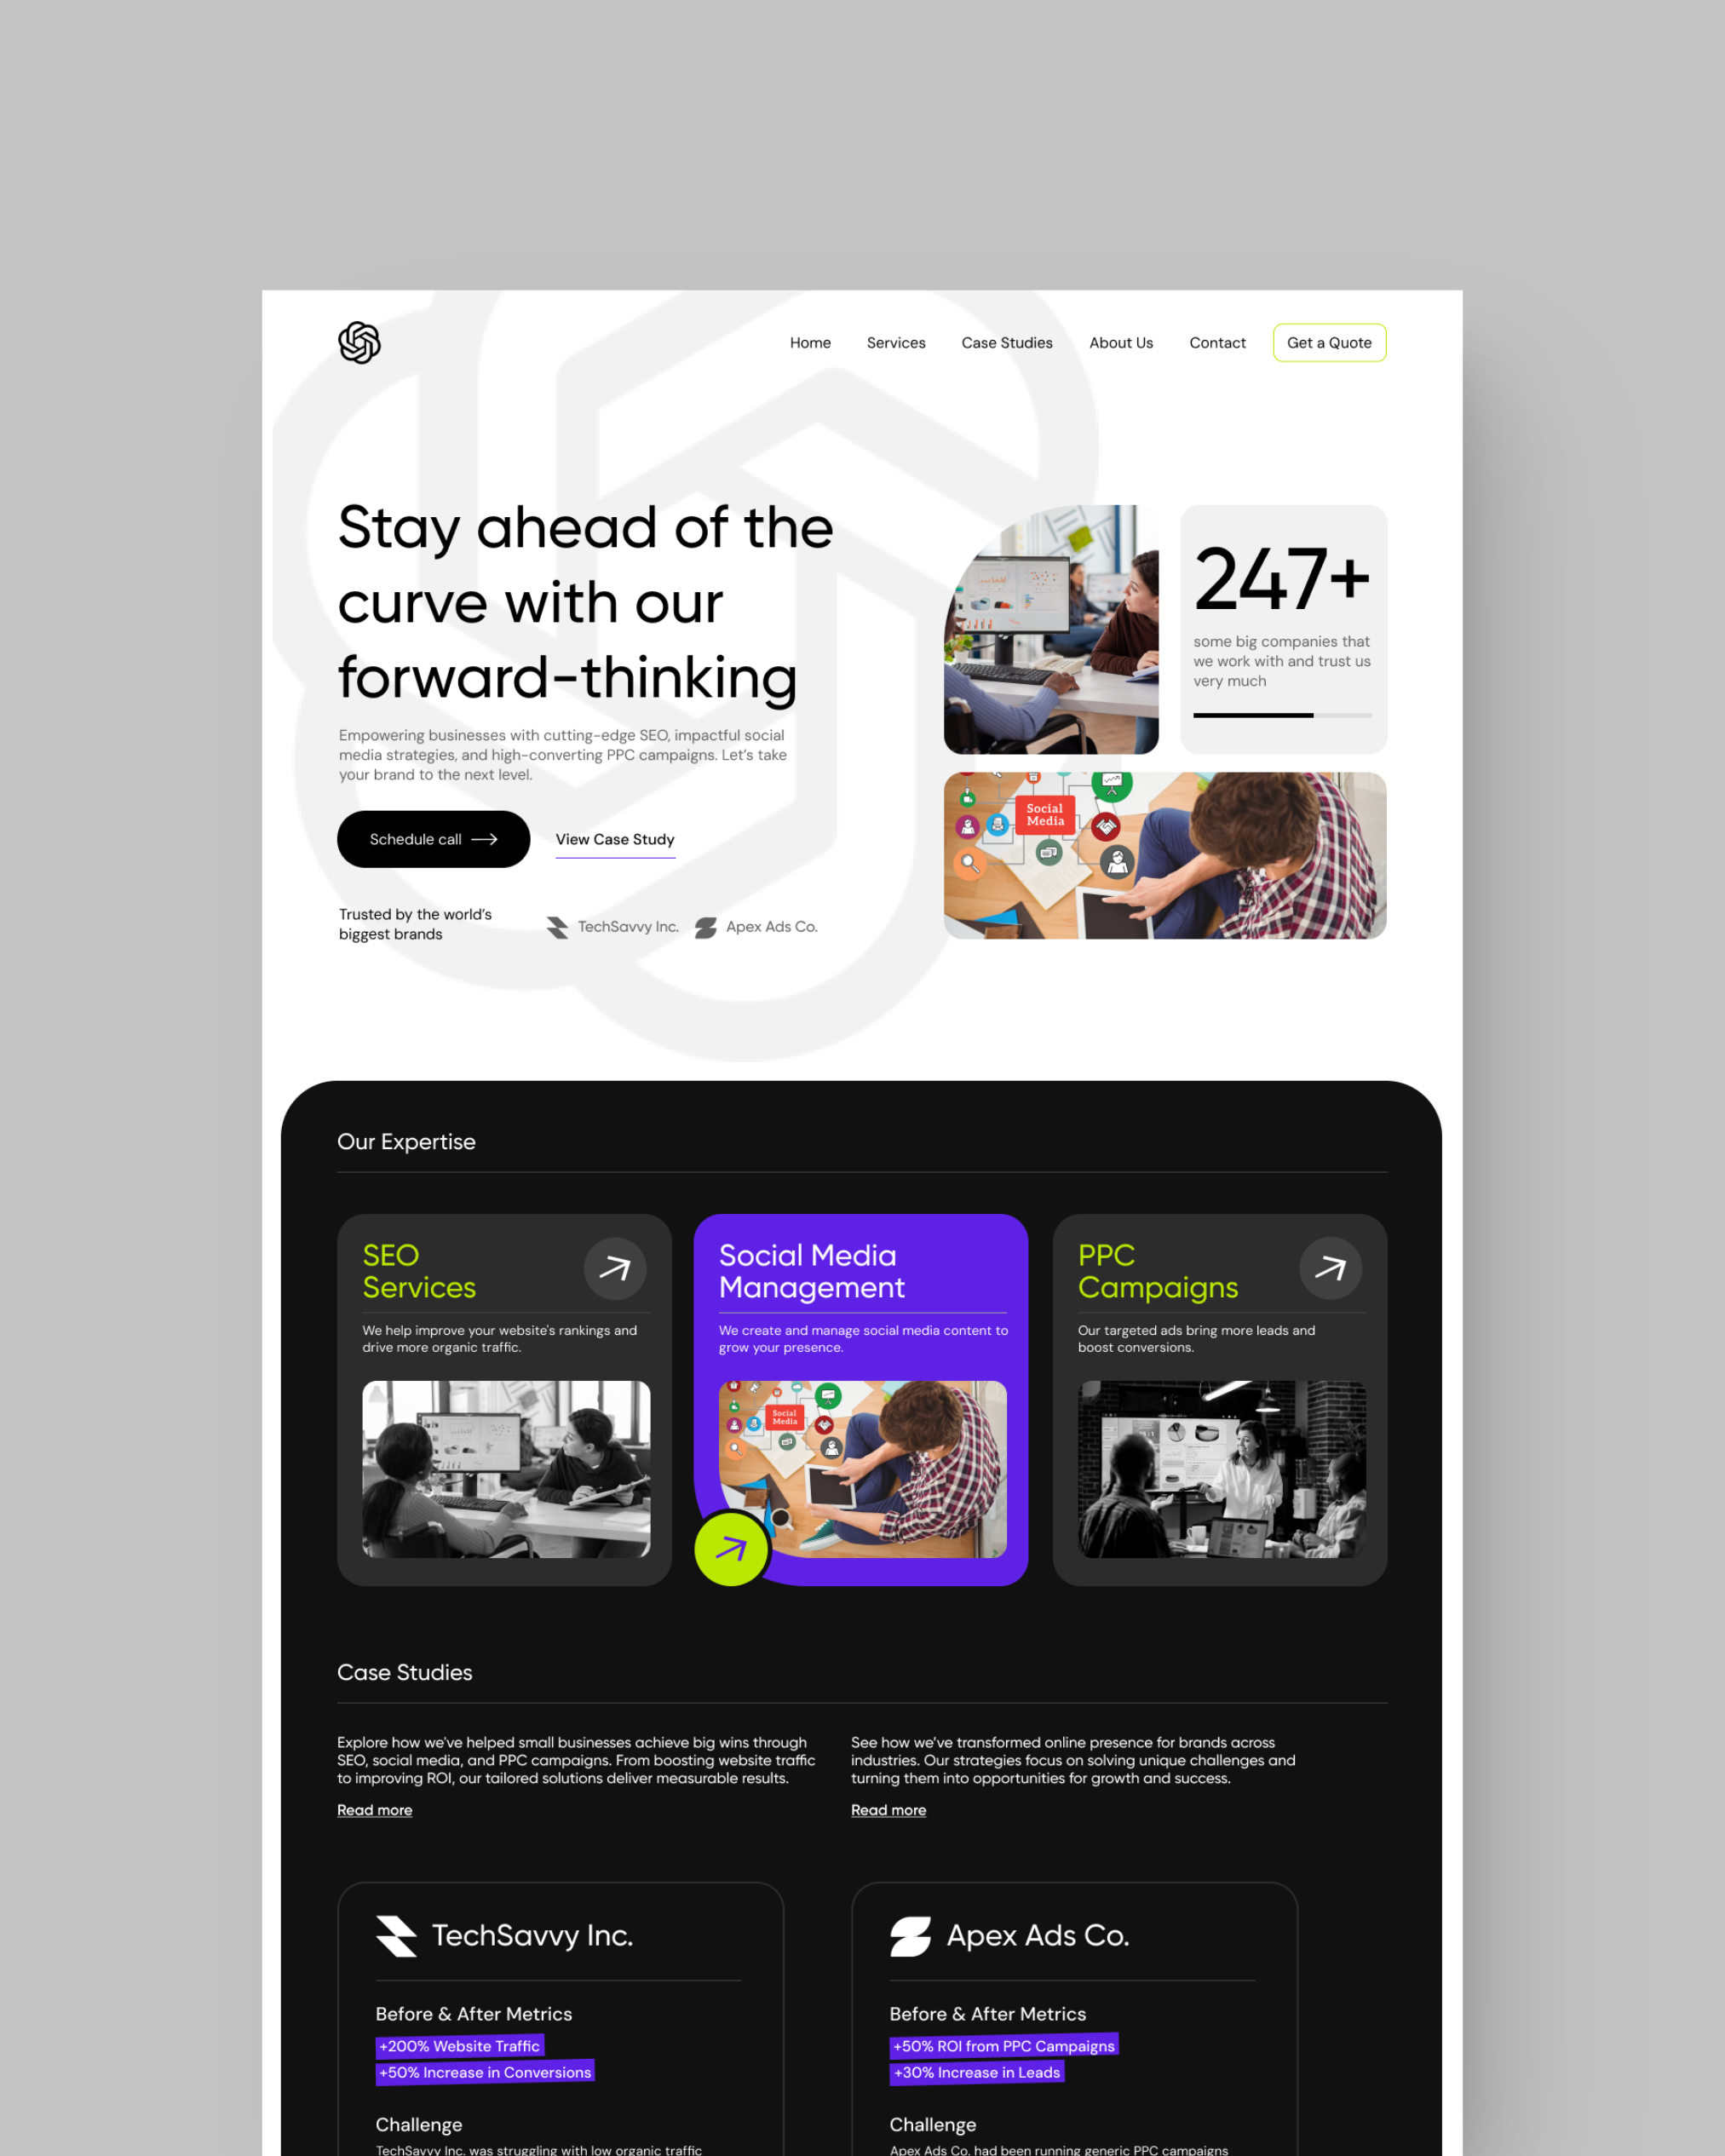 Home
Services
Case Studies
About Us
Contact
Get a Quote
Stay ahead of the
curve with our
forward-thinking
Empowering businesses with cutting-edge SEO, impactful social
media strategies, and high-converting PPC campaigns. Let’s take
your brand to the next level.
Schedule call
View Case Study
Trusted by the world’s
biggest brands
TechSavvy Inc.
Apex Ads Co.
247+
some big companies that
we work with and trust us
very much
Social
Media
Our Expertise
SEO
Services
We help improve your website's rankings and
drive more organic traffic.
Social Media
Management
We create and manage social media content to
grow your presence.
Social
Media
PPC
Campaigns
Our targeted ads bring more leads and
boost conversions.
Case Studies
Explore how we've helped small businesses achieve big wins through
SEO, social media, and PPC campaigns. From boosting website traffic
to improving ROI, our tailored solutions deliver measurable results.
Read more
See how we’ve transformed online presence for brands across
industries. Our strategies focus on solving unique challenges and
turning them into opportunities for growth and success.
Read more
TechSavvy Inc.
Before & After Metrics
+200% Website Traffic
+50% Increase in Conversions
Challenge
TechSavvy Inc. was struggling with low organic traffic
Apex Ads Co.
Before & After Metrics
+50% ROI from PPC Campaigns
+30% Increase in Leads
Challenge
Apex Ads Co. had been running generic PPC campaigns